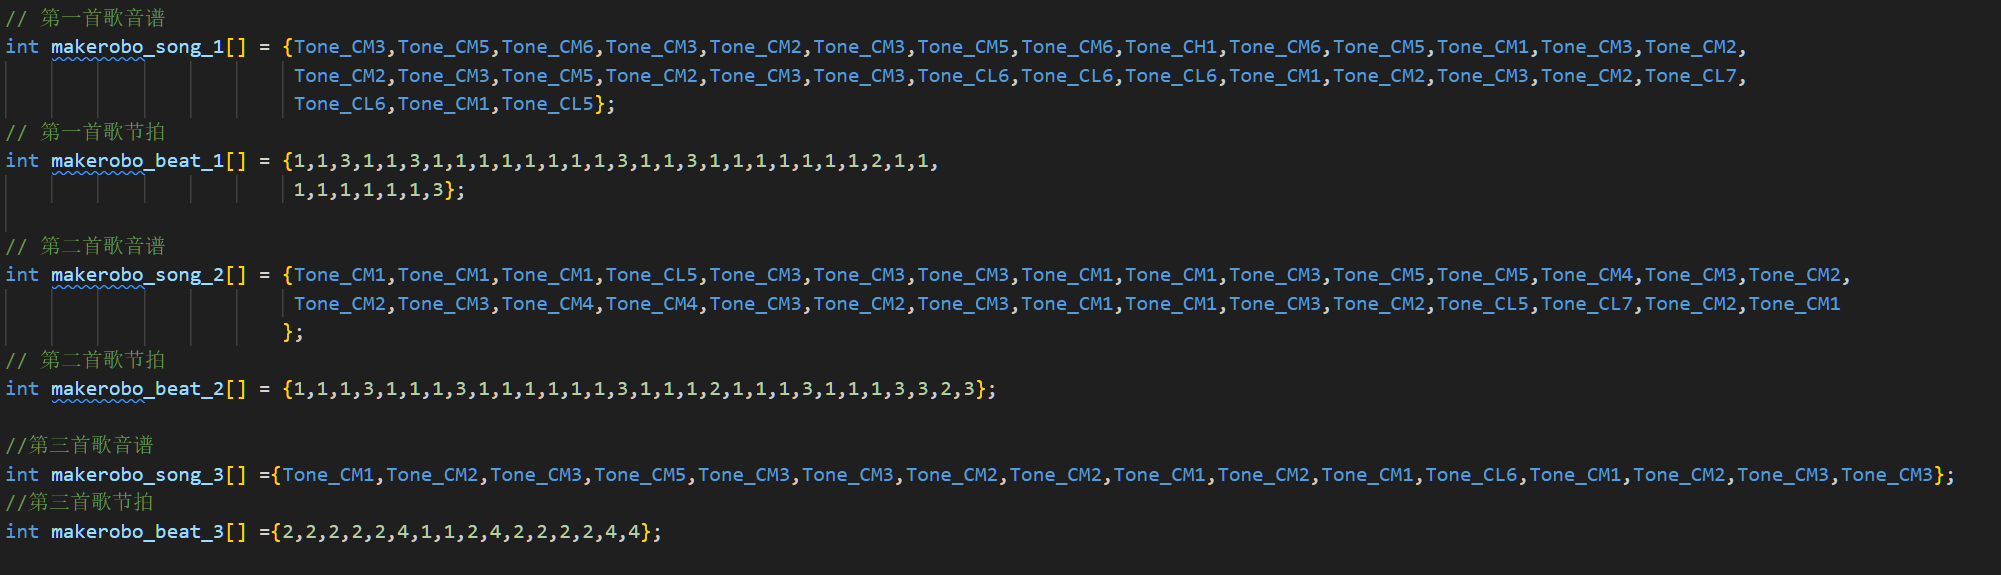 // 第一首歌音谱
int makerobo_song_1[] = {Tone_CM3,Tone_CM5,Tone_CM6,Tone_CM3,Tone_CM2,Tone_CM3,Tone_CM5,Tone_CM6,Tone_CH1,Tone_CM6,Tone_CM5,Tone_CM1,Tone_CM3,Tone_CM2,
Tone_CM2,Tone_CM3,Tone_CM5,Tone_CM2,Tone_CM3,Tone_CM3,Tone_CL6,Tone_CL6,Tone_CL6,Tone_CM1,Tone_CM2,Tone_CM3,Tone_CM2,Tone_CL7,
Tone_CL6,Tone_CM1,Tone_CL5};
// 第一首歌节拍
int makerobo_beat_1[] = {1,1,3,1,1,3,1,1,1,1,1,1,1,1,3,1,1,3,1,1,1,1,1,1,1,2,1,1,
1,1,1,1,1,1,3};
// 第二首歌音谱
int makerobo_song_2[] = {Tone_CM1,Tone_CM1,Tone_CM1,Tone_CL5,Tone_CM3,Tone_CM3,Tone_CM3,Tone_CM1,Tone_CM1,Tone_CM3,Tone_CM5,Tone_CM5,Tone_CM4,Tone_CM3,Tone_CM2,
Tone_CM2,Tone_CM3,Tone_CM4,Tone_CM4,Tone_CM3,Tone_CM2,Tone_CM3,Tone_CM1,Tone_CM1,Tone_CM3,Tone_CM2,Tone_CL5,Tone_CL7,Tone_CM2,Tone_CM1
};
// 第二首歌节拍
int makerobo_beat_2[] = {1,1,1,3,1,1,1,3,1,1,1,1,1,1,3,1,1,1,2,1,1,1,3,1,1,1,3,3,2,3};
//第三首歌音谱
int makerobo_song_3[] ={Tone_CM1,Tone_CM2,Tone_CM3,Tone_CM5,Tone_CM3,Tone_CM3,Tone_CM2,Tone_CM2,Tone_CM1,Tone_CM2,Tone_CM1,Tone_CL6,Tone_CM1,Tone_CM2,Tone_CM3,Tone_CM3};
//第三首歌节拍
int makerobo_beat_3[] ={2,2,2,2,2,4,1,1,2,4,2,2,2,2,4,4};